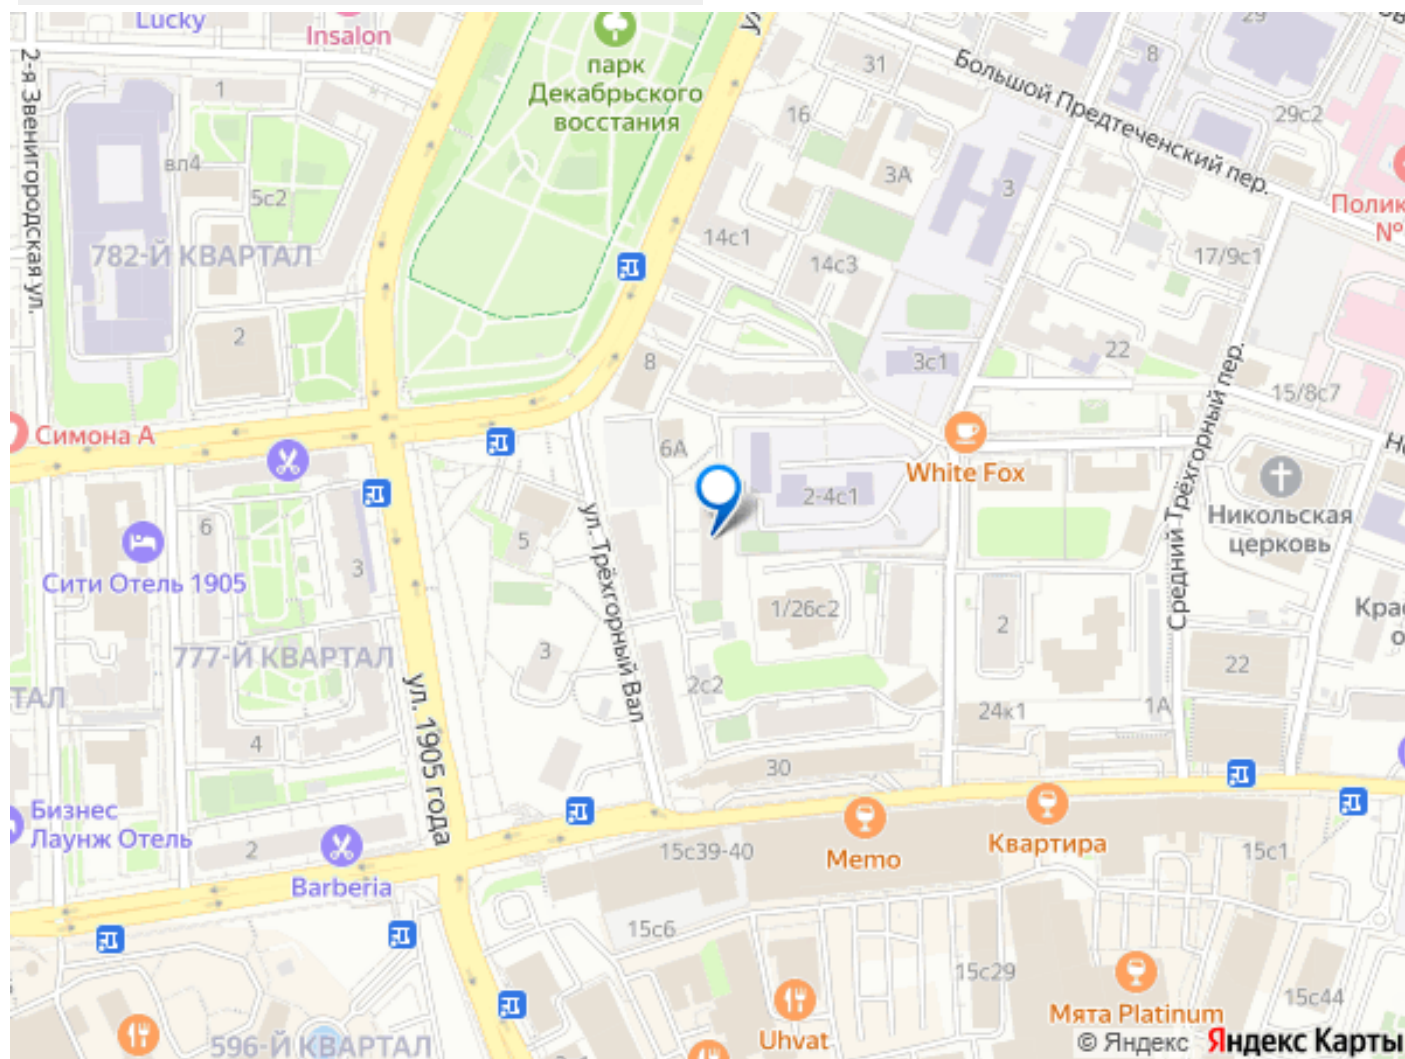 Lucky
Insalon
2-я Звенигородская ул.
1
вл4
5с2
782-Й КВАРТАЛ
2
парк
Декабрьского
восстания
31
16
3А
3
8
29
29с2
Большой Предтеченский пер.
14с1
14с3
17/9с1
22
3с1
15/8с7
8
6А
Симона А
White Fox
2-4с1
Никольская
церковь
Средний Трёхгорный пер.
ул. Трёхгорный Вал
5
6
3
Сити Отель 1905
777-Й КВАРТАЛ
ул. 1905 года
3
1/26с2
2
22
2с2
24к1
1А
4
30
Бизнес
Лаунж Отель
2
Barberia
15с39-40
Memo
Квартира
15с1
15с6
15с29
15с44
Мята Platinum
Uhvat
596-Й КВАРТАЛ
© Яндекс Яндекс Карты